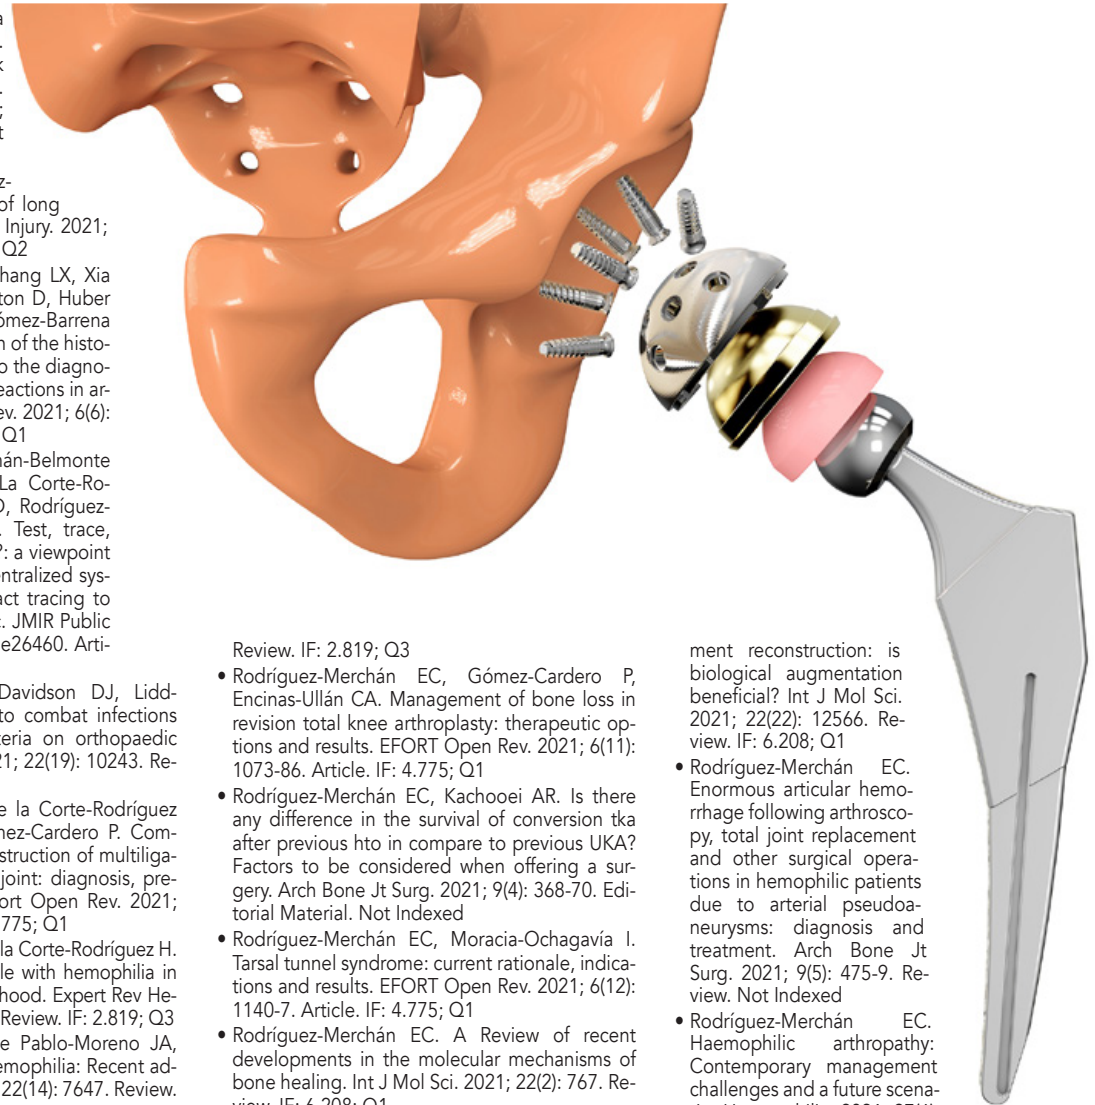 a
.
k
.
;
t
z-
of long
Injury. 2021;
Q2
hang LX, Xia
ton D, Huber
ómez-Barrena
n of the histo-
o the diagno-
eactions in ar-
ev. 2021; 6(6):
Q1
nán-Belmonte
La Corte-Ro-
D, Rodríguez-
. Test, trace,
?: a viewpoint
entralized sys-
act tracing to
c. JMIR Public
e26460. Arti-
Davidson DJ, Lidd-
to combat infections
teria on orthopaedic
21; 22(19): 10243. Re-
e la Corte-Rodríguez
nez-Cardero P. Com-
struction of multiliga-
joint: diagnosis, pre-
ort Open Rev. 2021;
775; Q1
la Corte-Rodríguez H.
le with hemophilia in
hood. Expert Rev He-
Review. IF: 2.819; Q3
e Pablo-Moreno JA,
emophilia: Recent ad-
22(14): 7647. Review.
Review. IF: 2.819; Q3
• Rodríguez-Merchán EC, Gómez-Cardero P,
Encinas-Ullán CA. Management of bone loss in
revision total knee arthroplasty: therapeutic op-
tions and results. EFORT Open Rev. 2021; 6(11):
1073-86. Article. IF: 4.775; Q1
• Rodríguez-Merchán EC, Kachooei AR. Is there
any difference in the survival of conversion tka
after previous hto in compare to previous UKA?
Factors to be considered when offering a sur-
gery. Arch Bone Jt Surg. 2021; 9(4): 368-70. Edi-
torial Material. Not Indexed
• Rodríguez-Merchán EC, Moracia-Ochagavía I.
Tarsal tunnel syndrome: current rationale, indica-
tions and results. EFORT Open Rev. 2021; 6(12):
1140-7. Article. IF: 4.775; Q1
• Rodríguez-Merchán EC. A Review of recent
developments in the molecular mechanisms of
bone healing. Int J Mol Sci. 2021; 22(2): 767. Re-
view. IF: 6.208; Q1
ment reconstruction: is
biological augmentation
beneficial? Int J Mol Sci.
2021; 22(22): 12566. Re-
view. IF: 6.208; Q1
• Rodríguez-Merchán EC.
Enormous articular hemo-
rrhage following arthrosco-
py, total joint replacement
and other surgical opera-
tions in hemophilic patients
due to arterial pseudoa-
neurysms: diagnosis and
treatment. Arch Bone Jt
Surg. 2021; 9(5): 475-9. Re-
view. Not Indexed
• Rodríguez-Merchán EC.
Haemophilic arthropathy:
Contemporary management
challenges and a future scena-